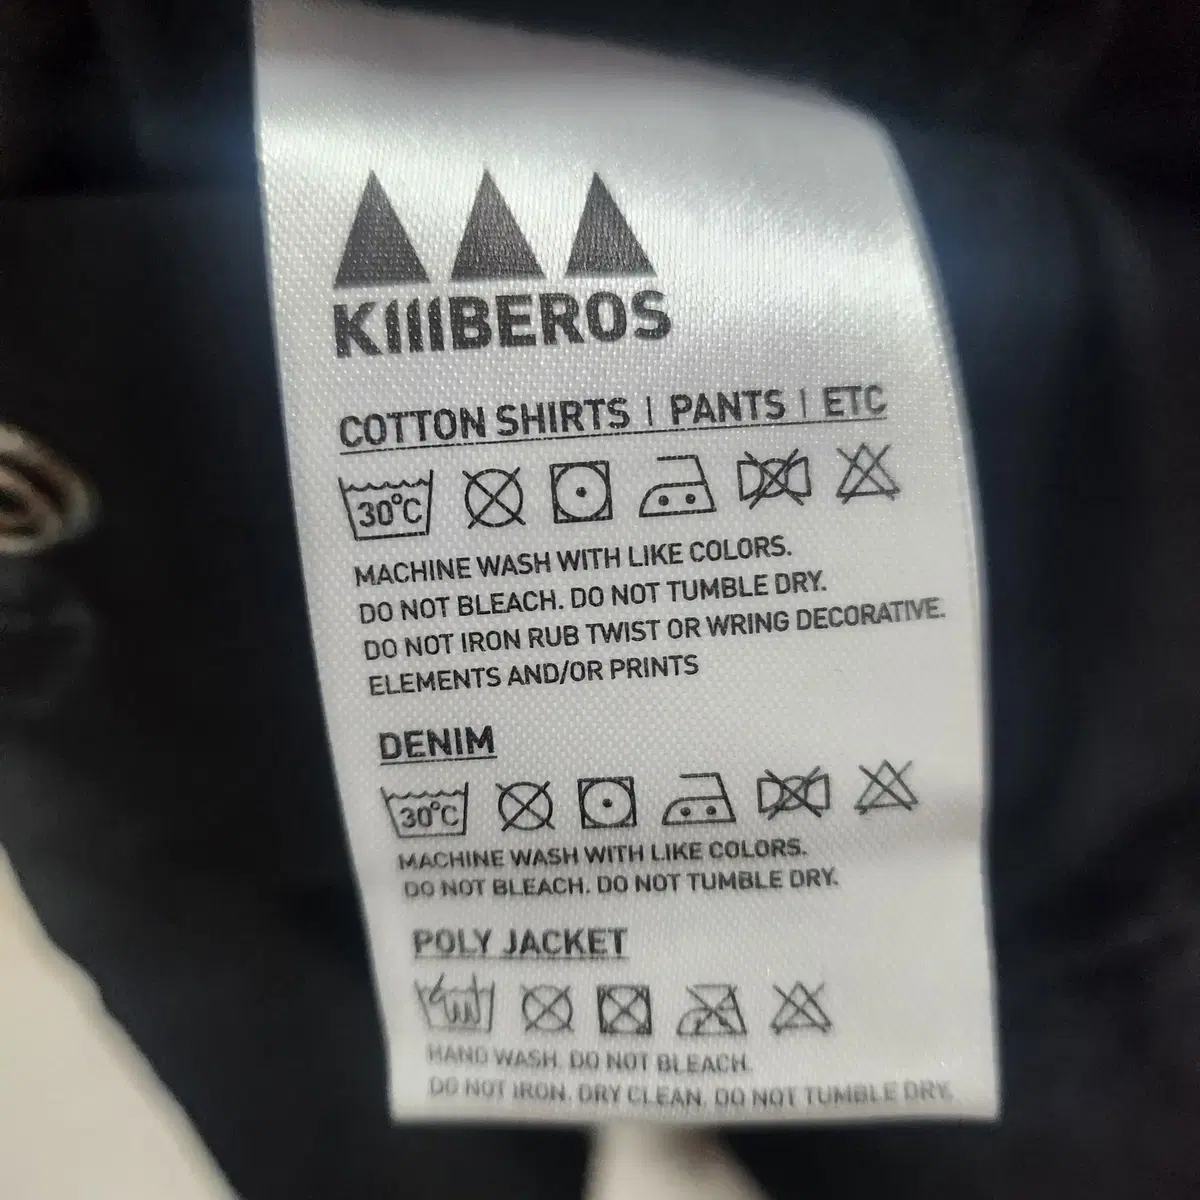 KIIIBEROS
COTTON SHIRTS | PANTS | ETC
30°C
MACHINE WASH WITH LIKE COLORS.
DO NOT BLEACH. DO NOT TUMBLE DRY.
DO NOT IRON RUB TWIST OR WRING DECORATIVE.
ELEMENTS AND/OR PRINTS
DENIM
30°C
MACHINE WASH WITH LIKE COLORS.
DO NOT BLEACH. DO NOT TUMBLE DRY.
POLY JACKET
HAND WASH. DO NOT BLEACH.
DO NOT IRON. DRY CLEAN. DO NOT TUMBLE DRY.